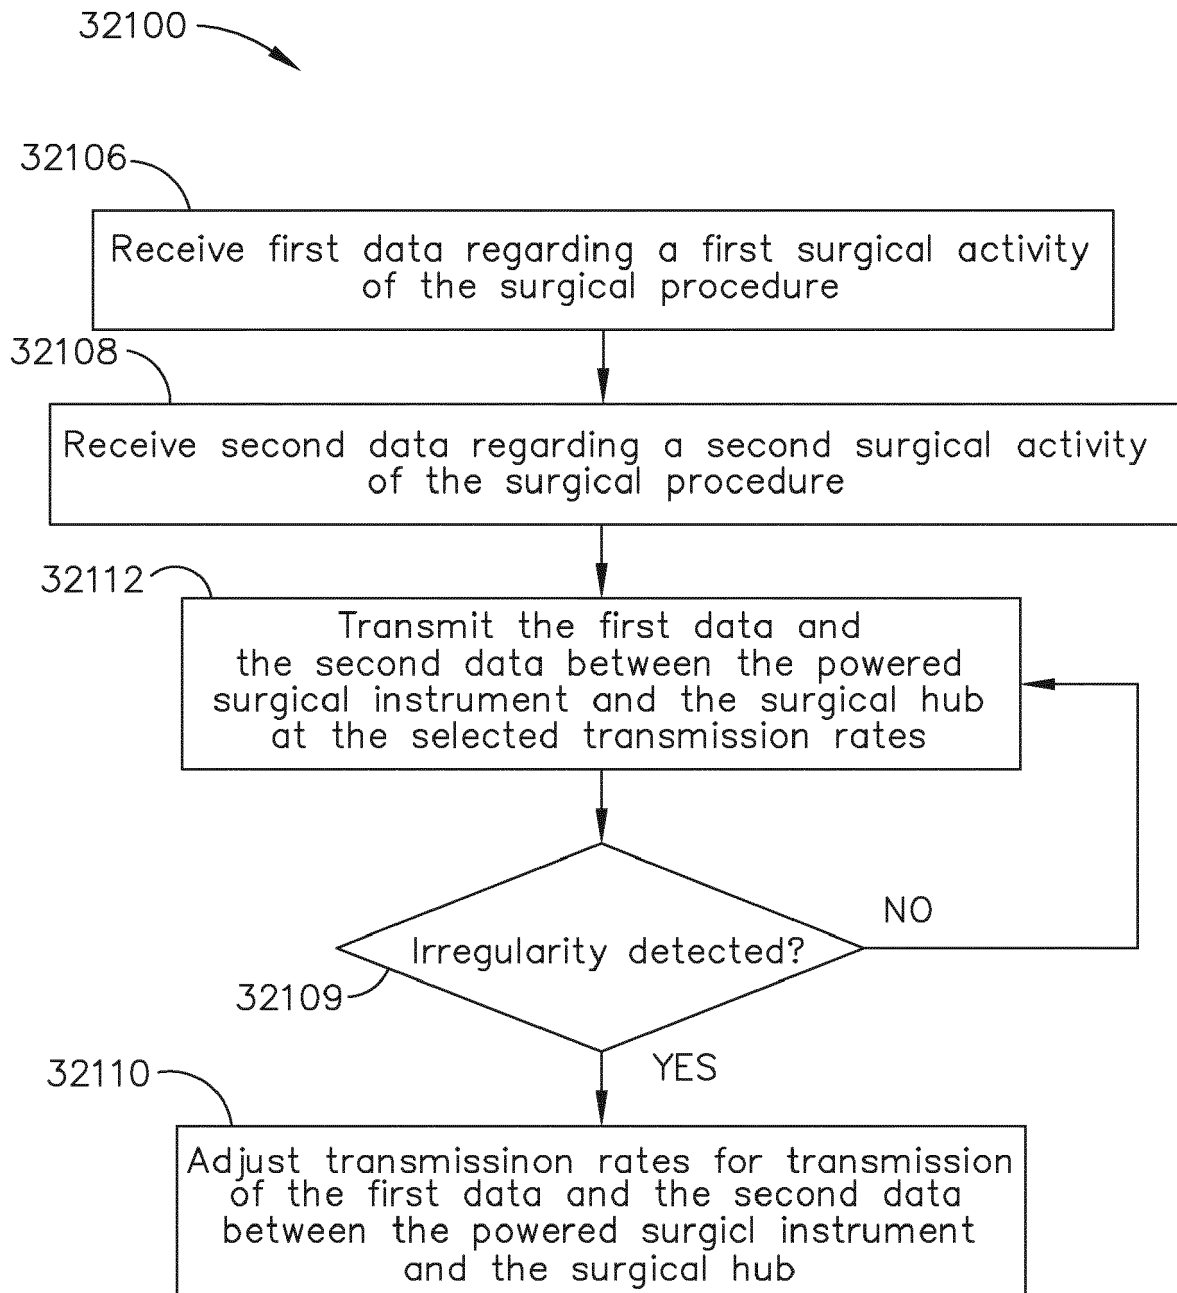 32100
32106
Receive first data regarding a first surgical activity
of the surgical procedure
32108
Receive second data regarding a second surgical activity
of the surgical procedure
32112
Transmit the first data and
the second data between the powered
surgical instrument and the surgical hub
at the selected transmission rates
NO
Irregularity detected?
32109
YES
32110
Adjust transmissinon rates for transmission
of the first data and the second data
between the powered surgicl instrument
and the surgical hub